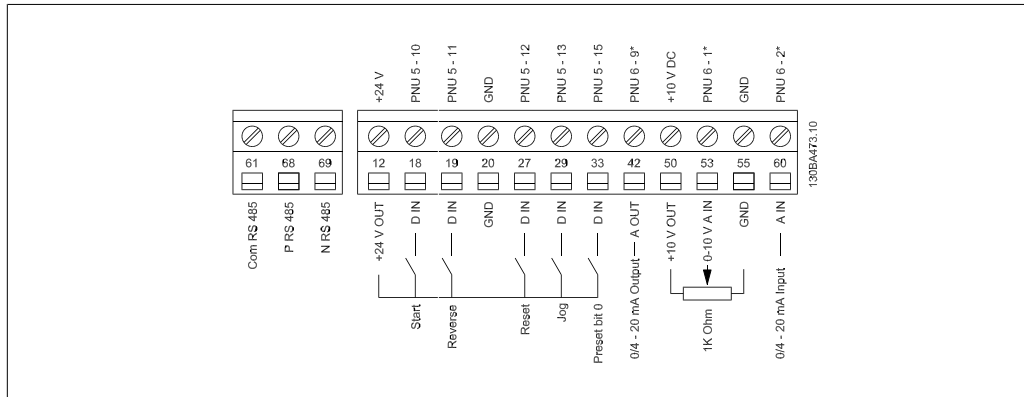 +24 V
PNU 5 - 10
PNU 5 - 11
GND
PNU 5 - 12
PNU 5 - 13
PNU 5 - 15
PNU 6 - 9*
+10 V DC
PNU 6 - 1*
GND
PNU 6 - 2*
61 68 69 12 18 19 20 27 29 33 42 50 53 55 60
Com RS 485
P RS 485
N RS 485
+24 V OUT
D IN
D IN
GND
D IN
D IN
D IN
0/4 - 20 mA Output A OUT
+10 V OUT
0-10 V A IN
GND
0/4 - 20 mA Input A IN
Start
Reverse
Reset
Jog
Preset bit 0
1K Ohm
130BA473.10